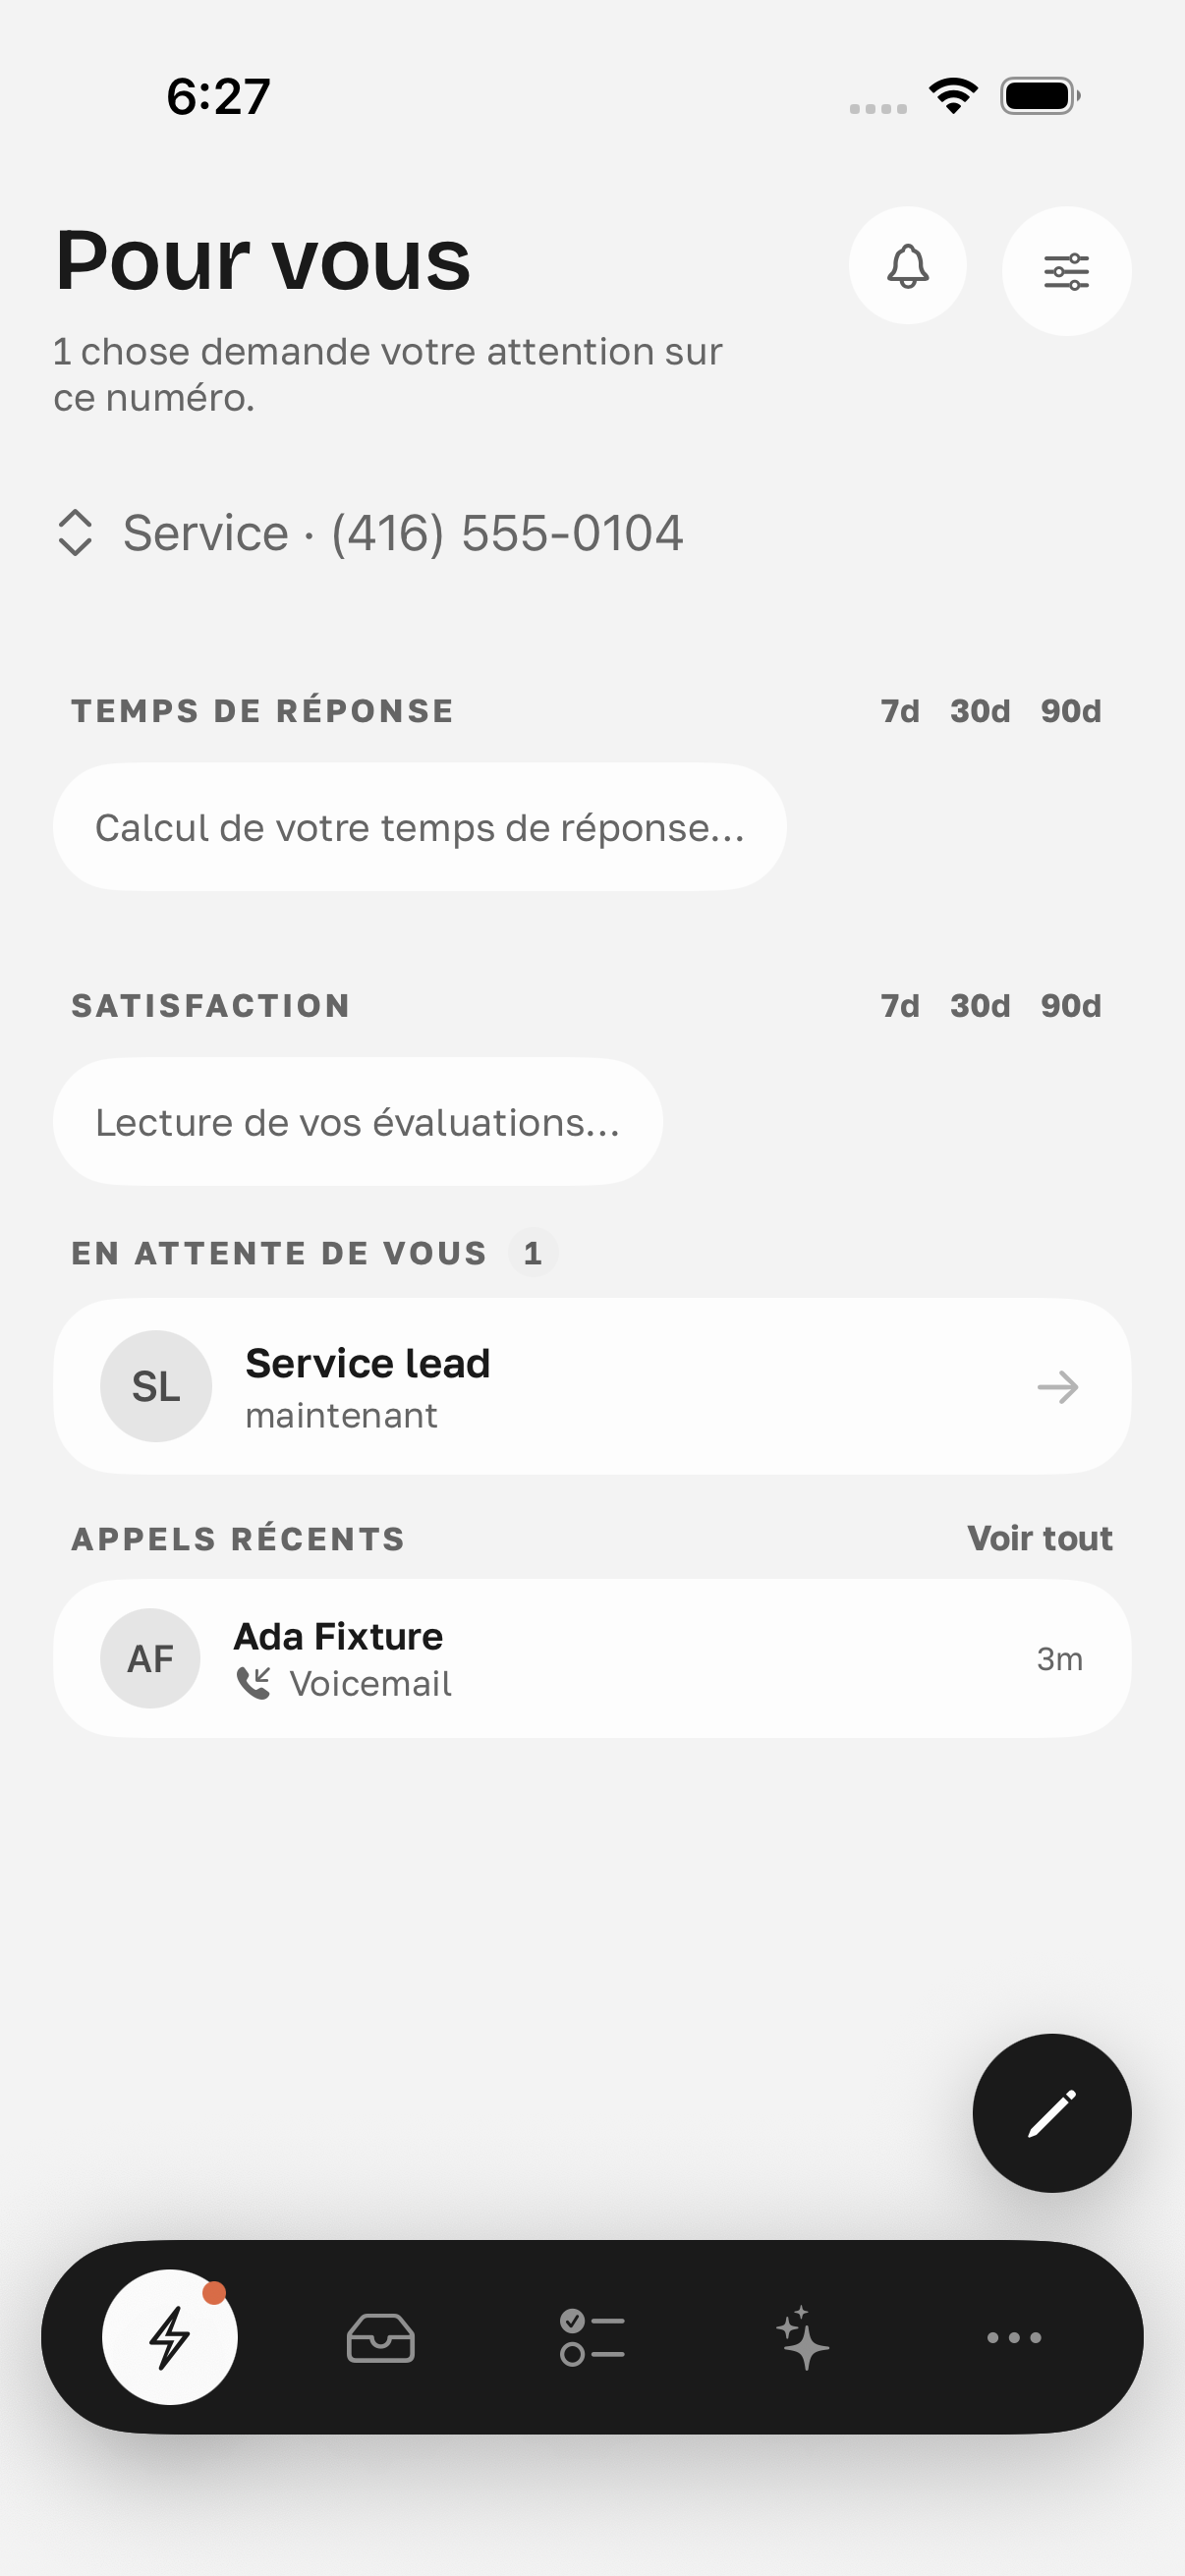 6:27
Pour vous
1 chose demande votre attention sur
ce numéro.
Service · (416) 555-0104
TEMPS DE RÉPONSE 7d 30d 90d
Calcul de votre temps de réponse…
SATISFACTION 7d 30d 90d
Lecture de vos évaluations…
EN ATTENTE DE VOUS 1
SL
Service lead
maintenant
APPELS RÉCENTS Voir tout
AF
Ada Fixture
Voicemail
3m